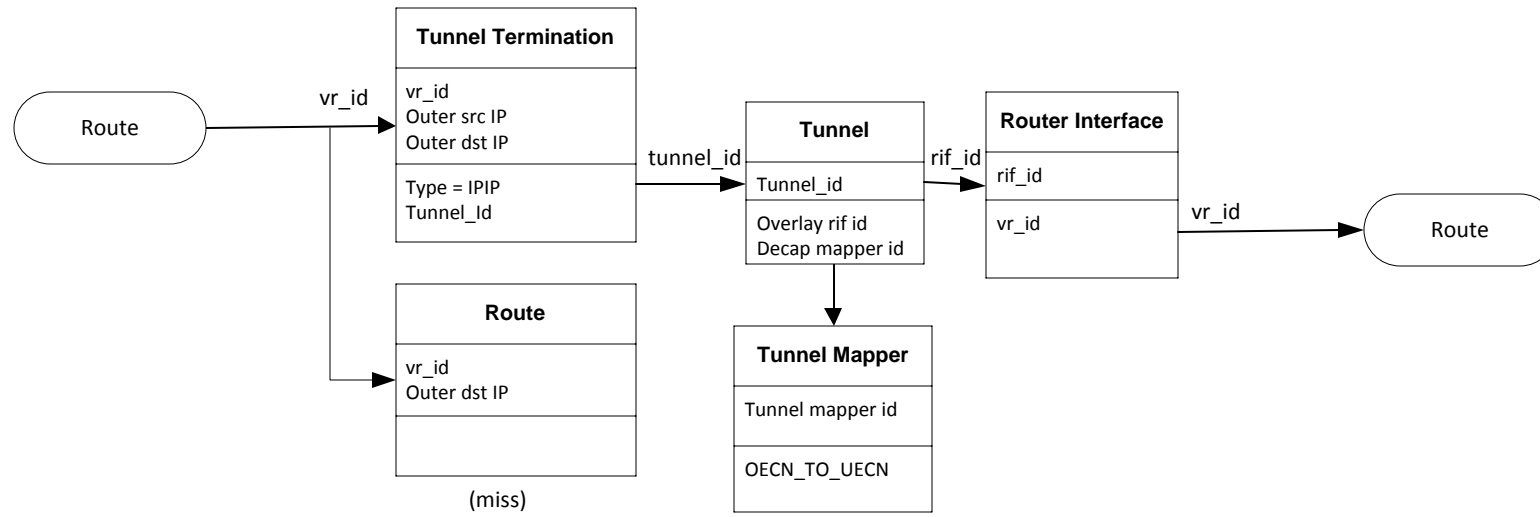 Route
vr_id
Tunnel Termination
vr_id
Outer src IP
Outer dst IP
Type = IPIP
Tunnel_Id
tunnel_id
Tunnel
Tunnel_id
Overlay rif id
Decap mapper id
rif_id
Router Interface
rif_id
vr_id
vr_id
Route
Route
vr_id
Outer dst IP
(miss)
Tunnel Mapper
Tunnel mapper id
OECN_TO_UECN